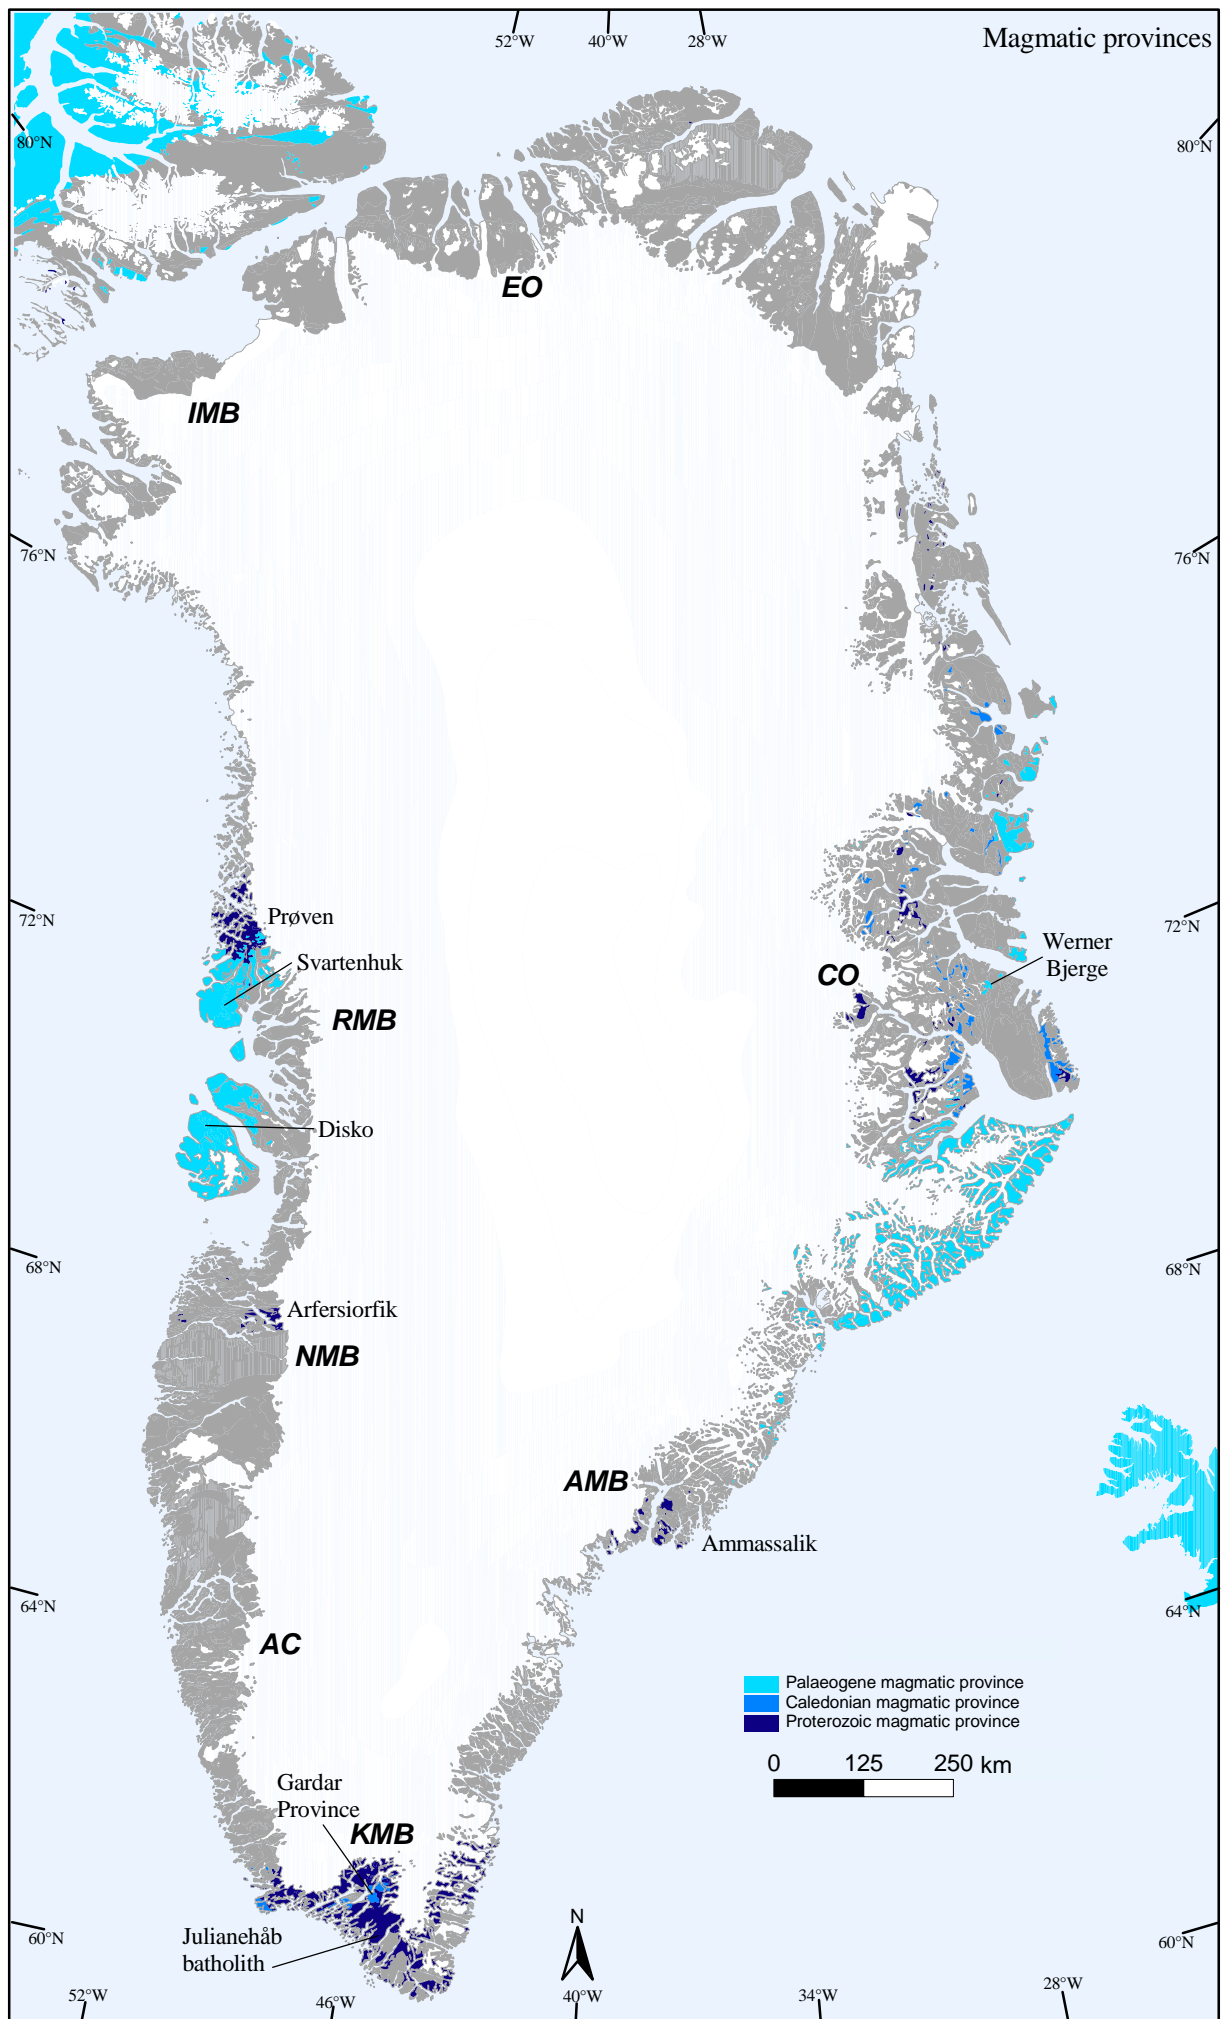 52°W 40°W 28°W
Magmatic provinces
80°N
80°N
EO
IMB
76°N
76°N
72°N
72°N
Prøven
Werner
Bjerge
Svartenhuk
CO
RMB
Disko
68°N
68°N
Arfersiorfik
NMB
AMB
Ammassalik
64°N
64°N
AC
Palaeogene magmatic province
Caledonian magmatic province
Proterozoic magmatic province
0 125 250 km
Gardar
Province
KMB
N
Julianehåb
batholith
60°N
60°N
52°W 46°W 40°W 34°W 28°W